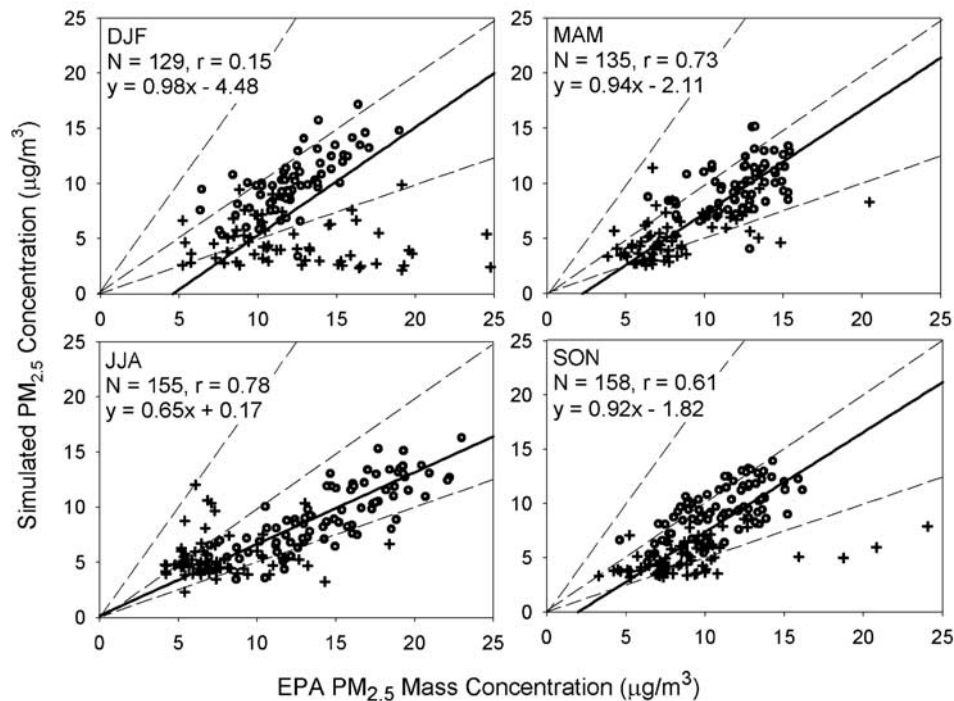 Simulated PM2.5 Concentration (μg/m3)
DJF
N = 129, r = 0.15
y = 0.98x - 4.48
25
20
15
10
5
0
0 5 10 15 20 25
MAM
N = 135, r = 0.73
y = 0.94x - 2.11
25
20
15
10
5
0
0 5 10 15 20 25
JJA
N = 155, r = 0.78
y = 0.65x + 0.17
25
20
15
10
5
0
0 5 10 15 20 25
SON
N = 158, r = 0.61
y = 0.92x - 1.82
25
20
15
10
5
0
0 5 10 15 20 25
EPA PM2.5 Mass Concentration (μg/m3)